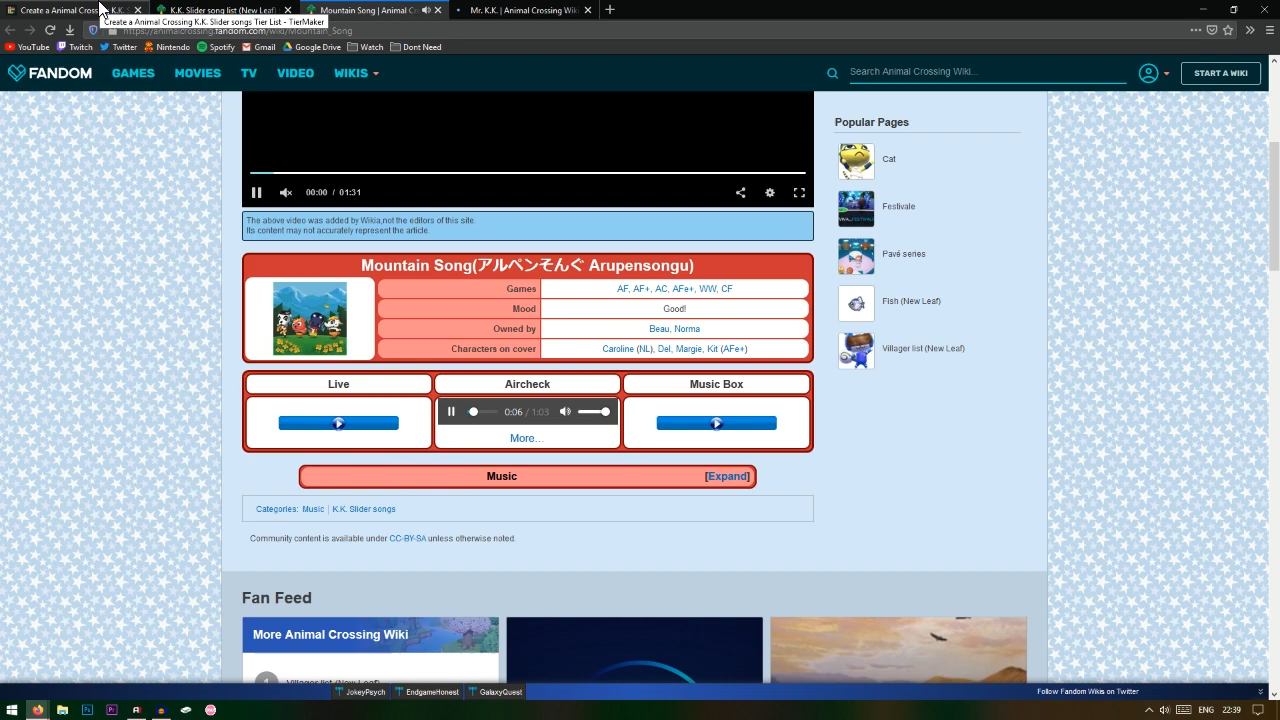 Create a Animal Crossing K.K. S
K.K. Slider song list (New Leaf)
Mountain Song | Animal C
Mr. K.K. | Animal Crossing Wiki
Create a Animal Crossing K.K. Slider songs Tier List - TierMaker
https://animalcrossing.fandom.com/wiki/Mountain_Song
YouTube Twitch Twitter Nintendo Spotify Gmail Google Drive Watch Dont Need
FANDOM GAMES MOVIES TV VIDEO WIKIS
Search Animal Crossing Wiki...
START A WIKI
00:00 / 01:31
The above video was added by Wikia,not the editors of this site.
Its content may not accurately represent the article.
Mountain Song(アルペンそんぐ Arupensongu)
Games AF, AF+, AC, AFe+, WW, CF
Mood Good!
Owned by Beau, Norma
Characters on cover Caroline (NL), Del, Margie, Kit (AFe+)
Live Aircheck Music Box
0:06 / 1:03
More...
Music [Expand]
Categories: Music K.K. Slider songs
Community content is available under CC-BY-SA unless otherwise noted.
Popular Pages
Cat
Festivale
Pavé series
Fish (New Leaf)
Villager list (New Leaf)
Fan Feed
More Animal Crossing Wiki
1 Villager list (New Leaf)
JokeyPsych EndgameHonest GalaxyQuest
Follow Fandom Wikis on Twitter
ENG 22:39